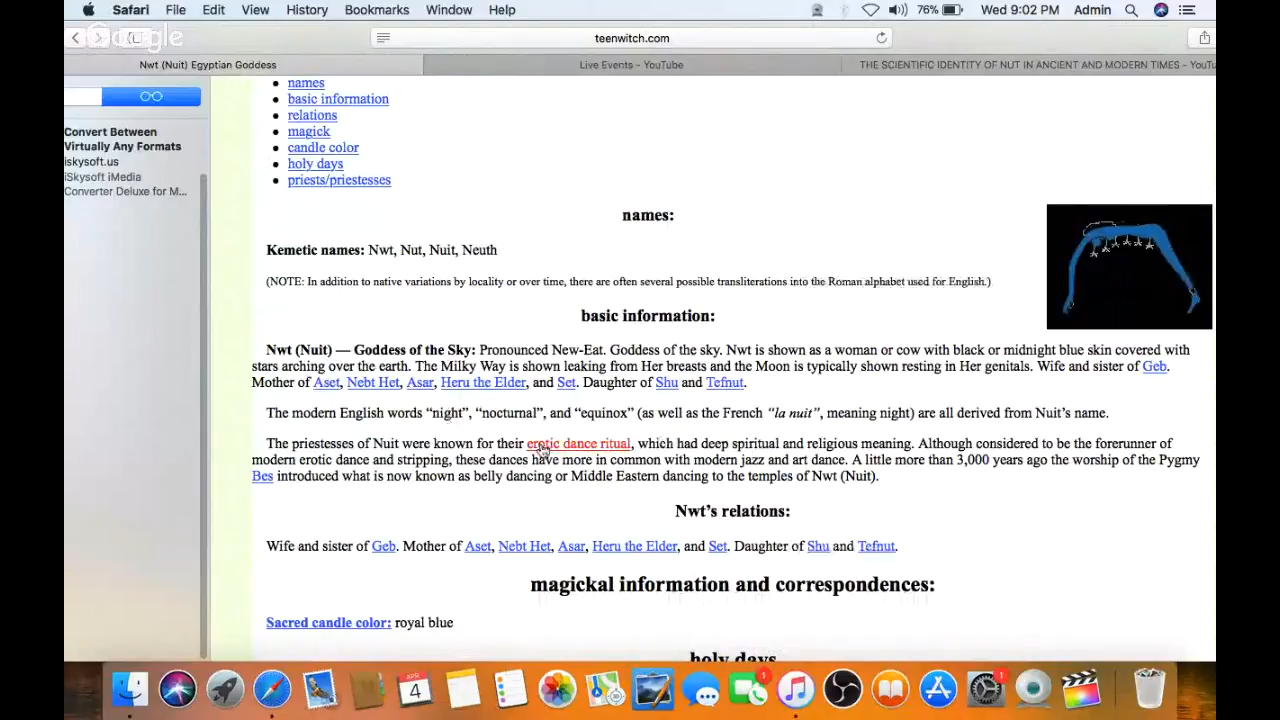 Safari File Edit View History Bookmarks Window Help 76% Wed 9:02 PM Admin
Google
teenwitch.com
Nwt (Nuit) Egyptian Goddess Live Events - YouTube THE SCIENTIFIC IDENTITY OF NUT IN ANCIENT AND MODERN TIMES - YouTu
Convert Between
Virtually Any Formats
iskysoft.us
iSkysoft iMedia
Converter Deluxe for M...
names
basic information
relations
magick
candle color
holy days
priests/priestesses
names:
Kemetic names: Nwt, Nut, Nuit, Neuth
(NOTE: In addition to native variations by locality or over time, there are often several possible transliterations into the Roman alphabet used for English.)
basic information:
Nwt (Nuit) — Goddess of the Sky: Pronounced New-Eat. Goddess of the sky. Nwt is shown as a woman or cow with black or midnight blue skin covered with
stars arching over the earth. The Milky Way is shown leaking from Her breasts and the Moon is typically shown resting in Her genitals. Wife and sister of Geb.
Mother of Aset, Nebt Het, Asar, Heru the Elder, and Set. Daughter of Shu and Tefnut.
The modern English words “night”, “nocturnal”, and “equinox” (as well as the French “la nuit”, meaning night) are all derived from Nuit’s name.
The priestesses of Nuit were known for their erotic dance ritual, which had deep spiritual and religious meaning. Although considered to be the forerunner of
modern erotic dance and stripping, these dances have more in common with modern jazz and art dance. A little more than 3,000 years ago the worship of the Pygmy
Bes introduced what is now known as belly dancing or Middle Eastern dancing to the temples of Nwt (Nuit).
Nwt’s relations:
Wife and sister of Geb. Mother of Aset, Nebt Het, Asar, Heru the Elder, and Set. Daughter of Shu and Tefnut.
magickal information and correspondences:
Sacred candle color: royal blue
holy days
APR
4
1
1